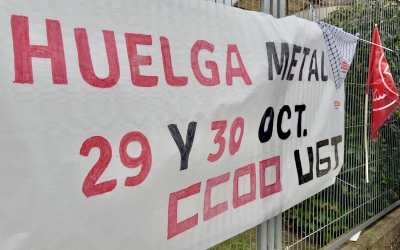 HUELGA METAL
29 Y 30 OCT.
CCOO UGT